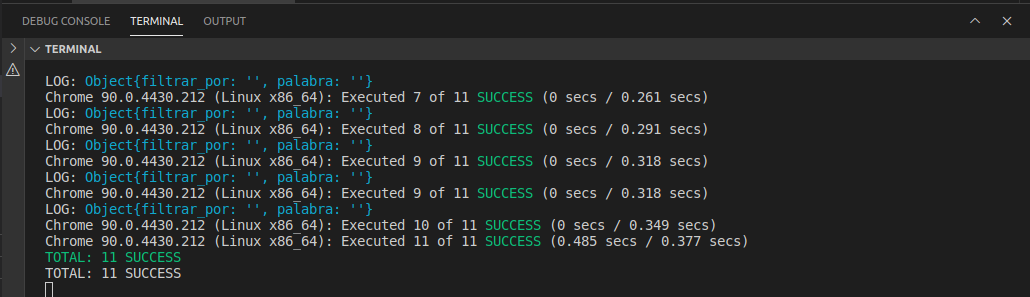 DEBUG CONSOLE TERMINAL OUTPUT
TERMINAL
LOG: Object{filtrar_por: '', palabra: ''}
Chrome 90.0.4430.212 (Linux x86_64): Executed 7 of 11 SUCCESS (0 secs / 0.261 secs)
LOG: Object{filtrar_por: '', palabra: ''}
Chrome 90.0.4430.212 (Linux x86_64): Executed 8 of 11 SUCCESS (0 secs / 0.291 secs)
LOG: Object{filtrar_por: '', palabra: ''}
Chrome 90.0.4430.212 (Linux x86_64): Executed 9 of 11 SUCCESS (0 secs / 0.318 secs)
LOG: Object{filtrar_por: '', palabra: ''}
Chrome 90.0.4430.212 (Linux x86_64): Executed 9 of 11 SUCCESS (0 secs / 0.318 secs)
LOG: Object{filtrar_por: '', palabra: ''}
Chrome 90.0.4430.212 (Linux x86_64): Executed 10 of 11 SUCCESS (0 secs / 0.349 secs)
Chrome 90.0.4430.212 (Linux x86_64): Executed 11 of 11 SUCCESS (0.485 secs / 0.377 secs)
TOTAL: 11 SUCCESS
TOTAL: 11 SUCCESS